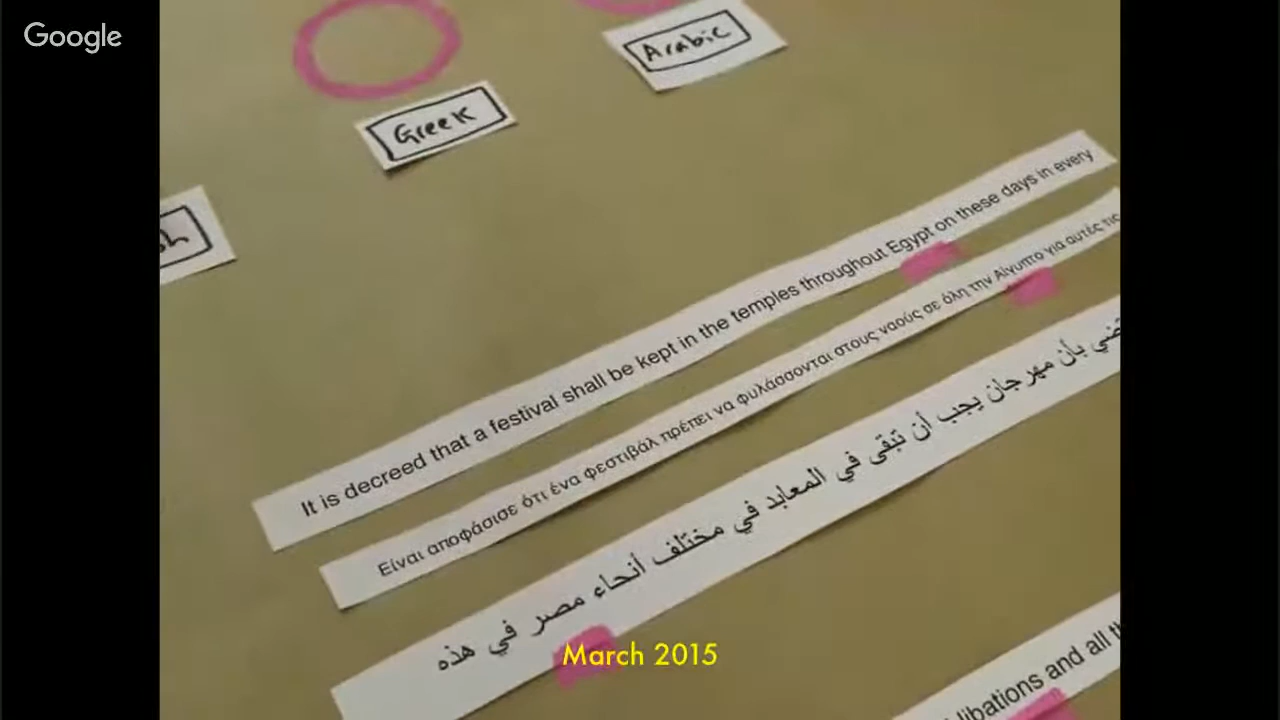 Google
Arabic
Greek
It is decreed that a festival shall be kept in the temples throughout Egypt on these days in every
Είναι αποφάσισε ότι ένα φεστιβάλ πρέπει να φυλάσσονται στους ναούς σε όλη την Αίγυπτο για αυτές τις
بأن مهرجان يجب أن تبقى في المعابد في مختلف أنحاء مصر في هذه
libations and all
March 2015